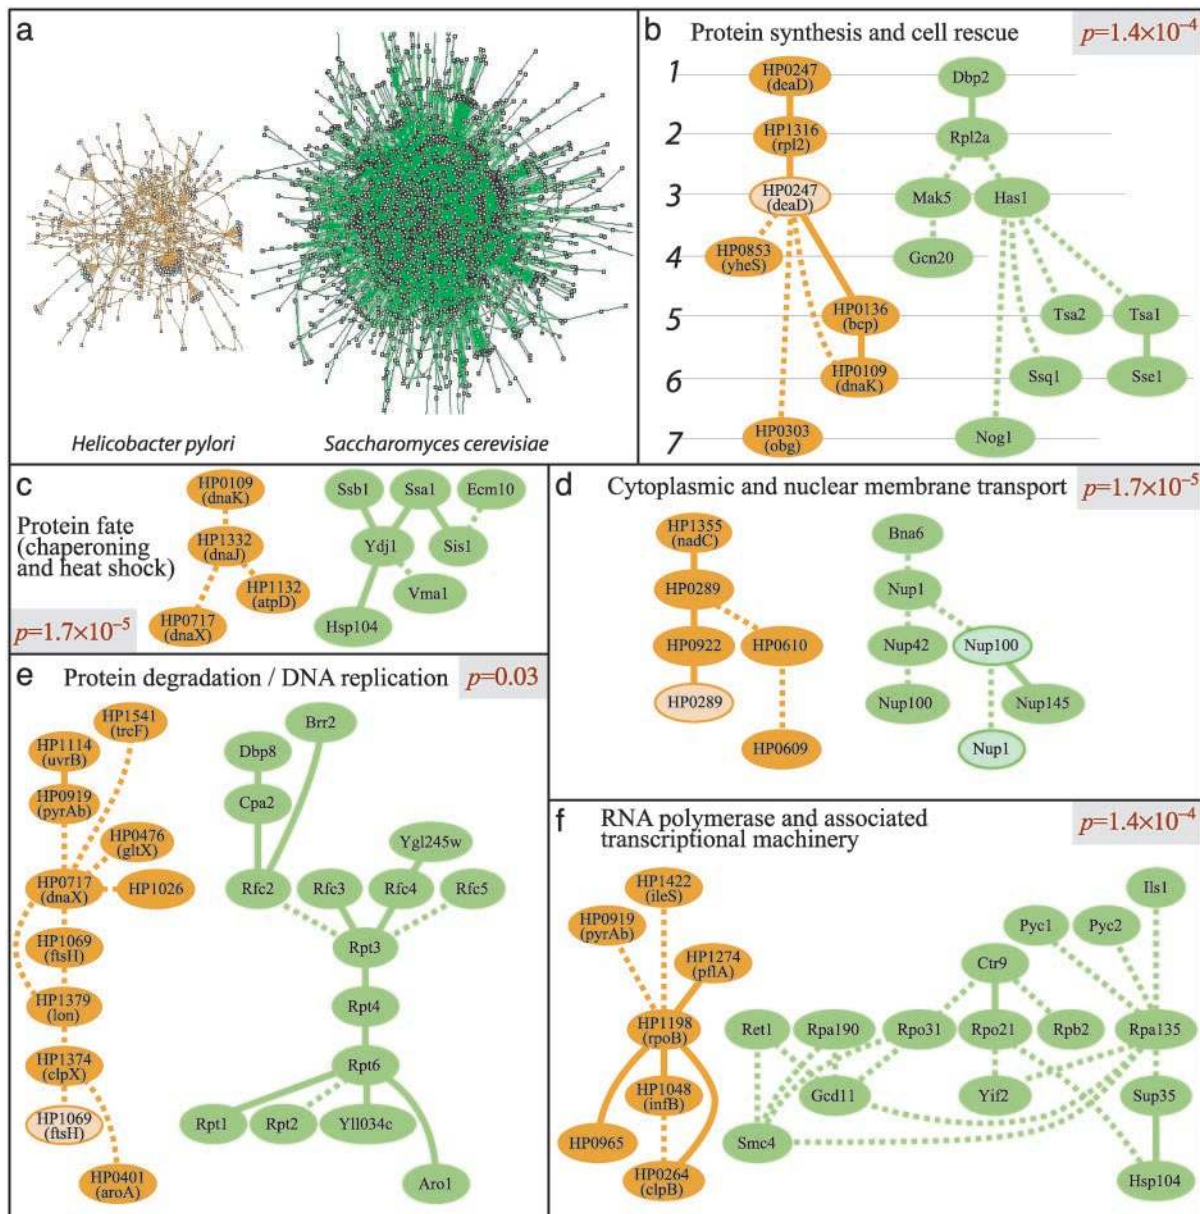 a
Helicobacter pylori
Saccharomyces cerevisiae
b Protein synthesis and cell rescue
p=1.4×10⁻⁴
1
HP0247
(deaD)
Dbp2
2
HP1316
(rpl2)
Rpl2a
3
HP0247
(deaD)
Mak5
Has1
4
HP0853
(yheS)
Gcn20
5
HP0136
(bcp)
Tsa2
Tsa1
6
HP0109
(dnaK)
Ssq1
Sse1
7
HP0303
(obg)
Nog1
c
Protein fate
(chaperoning
and heat shock)
p=1.7×10⁻⁵
HP0109
(dnaK)
HP1332
(dnaJ)
HP1132
(atpD)
HP0717
(dnaX)
Ssb1
Ssa1
Ecm10
Ydj1
Sis1
Vma1
Hsp104
d Cytoplasmic and nuclear membrane transport
p=1.7×10⁻⁵
HP1355
(nadC)
HP0289
HP0922
HP0610
HP0289
HP0609
Bna6
Nup1
Nup42
Nup100
Nup100
Nup145
Nup1
e Protein degradation / DNA replication
p=0.03
HP1541
(trcF)
HP1114
(uvrB)
HP0919
(pyrAb)
HP0476
(gltX)
HP0717
(dnaX)
HP1026
HP1069
(ftsH)
HP1379
(lon)
HP1374
(clpX)
HP1069
(ftsH)
HP0401
(aroA)
Brr2
Dbp8
Cpa2
Ygl245w
Rfc2
Rfc3
Rfc4
Rfc5
Rpt3
Rpt4
Rpt6
Rpt1
Rpt2
Yll034c
Aro1
f RNA polymerase and associated
transcriptional machinery
p=1.4×10⁻⁴
HP1422
(ileS)
HP0919
(pyrAb)
HP1274
(pflA)
HP1198
(rpoB)
HP1048
(infB)
HP0965
HP0264
(clpB)
Ils1
Pyc1
Pyc2
Ctr9
Ret1
Rpa190
Rpo31
Rpo21
Rpb2
Rpa135
Gcd11
Yif2
Sup35
Smc4
Hsp104